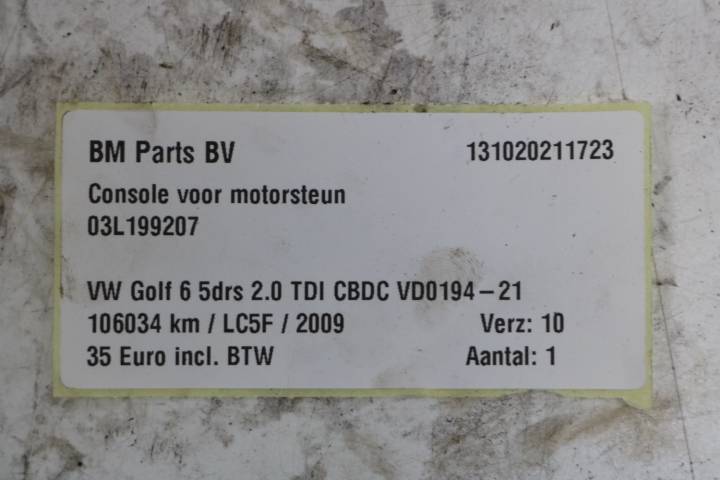 BM Parts BV 131020211723
Console voor motorsteun
03L199207
VW Golf 6 5drs 2.0 TDI CBDC VD0194-21
106034 km / LC5F / 2009 Verz: 10
35 Euro incl. BTW Aantal: 1